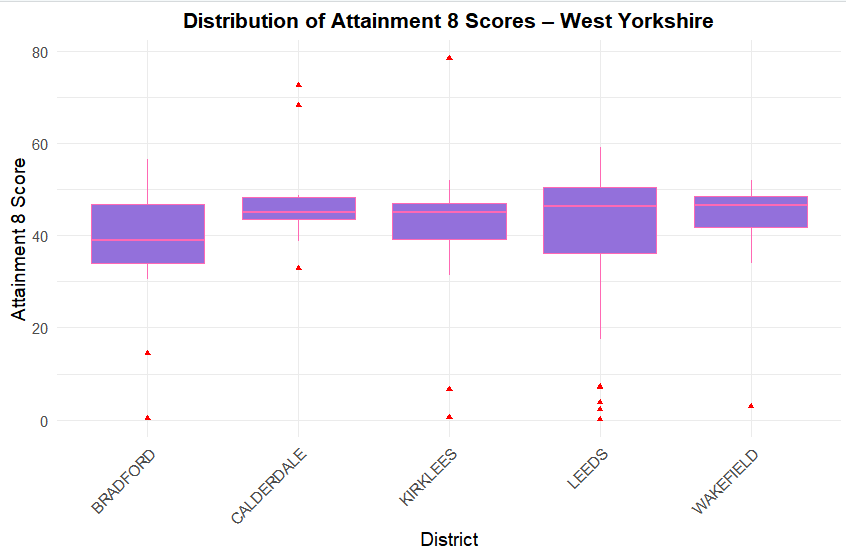 Distribution of Attainment 8 Scores – West Yorkshire
Attainment 8 Score
80
60
40
20
0
BRADFORD
CALDERDALE
KIRKLEES
LEEDS
WAKEFIELD
District